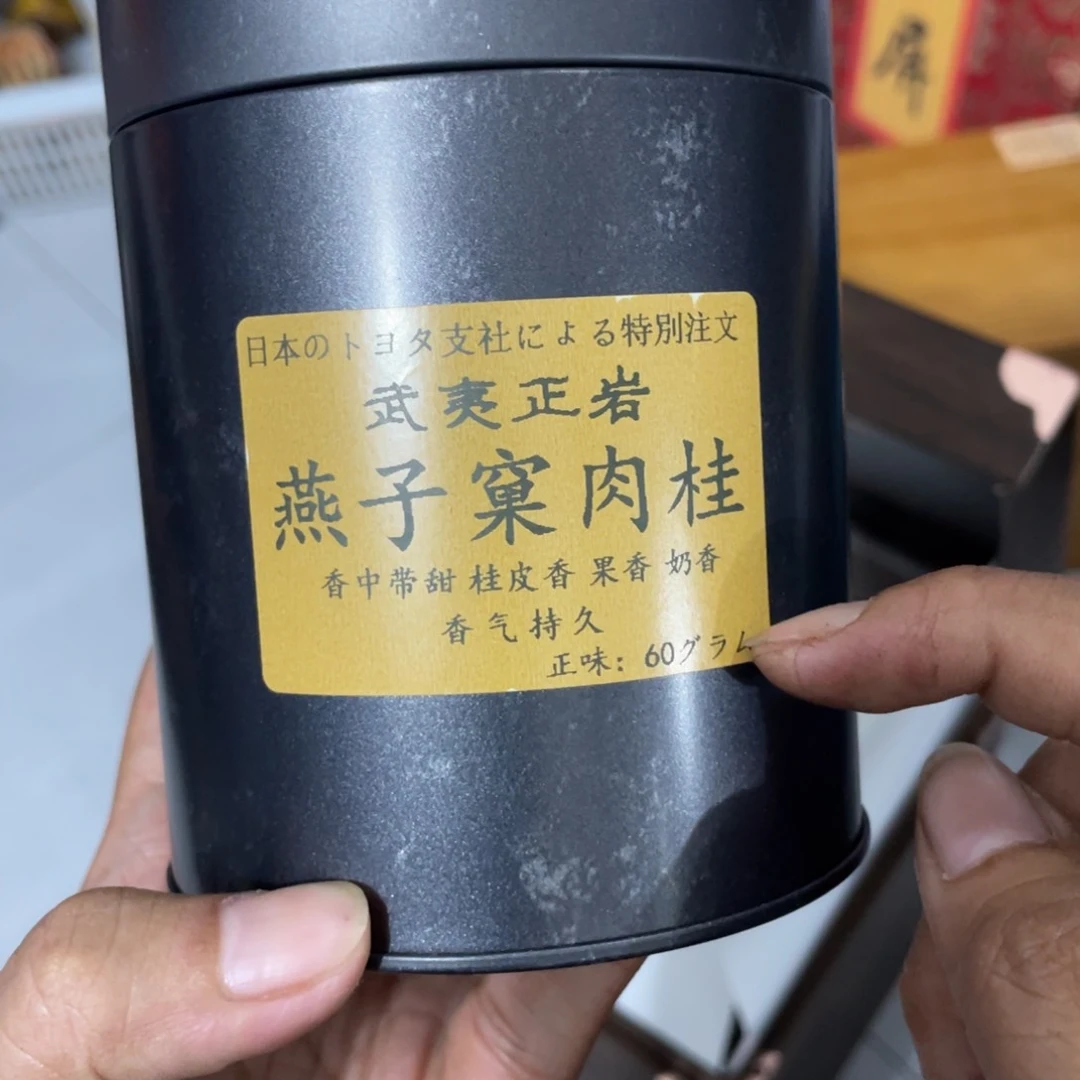 日本のトヨタ支社による特別注文
武夷正岩
燕子窠肉桂
香中带甜 桂皮香 果香 奶香
香气持久
正味: 60グラム
席